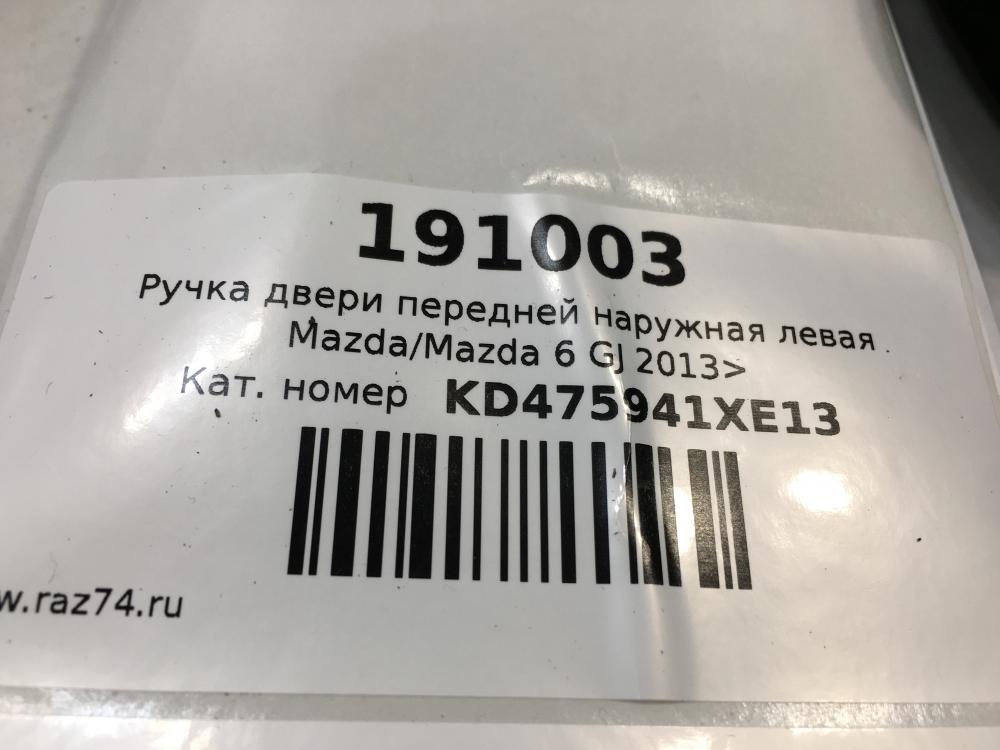 191003
Ручка двери передней наружная левая
Mazda/Mazda 6 GJ 2013>
Кат. номер KD475941XE13
w.raz74.ru